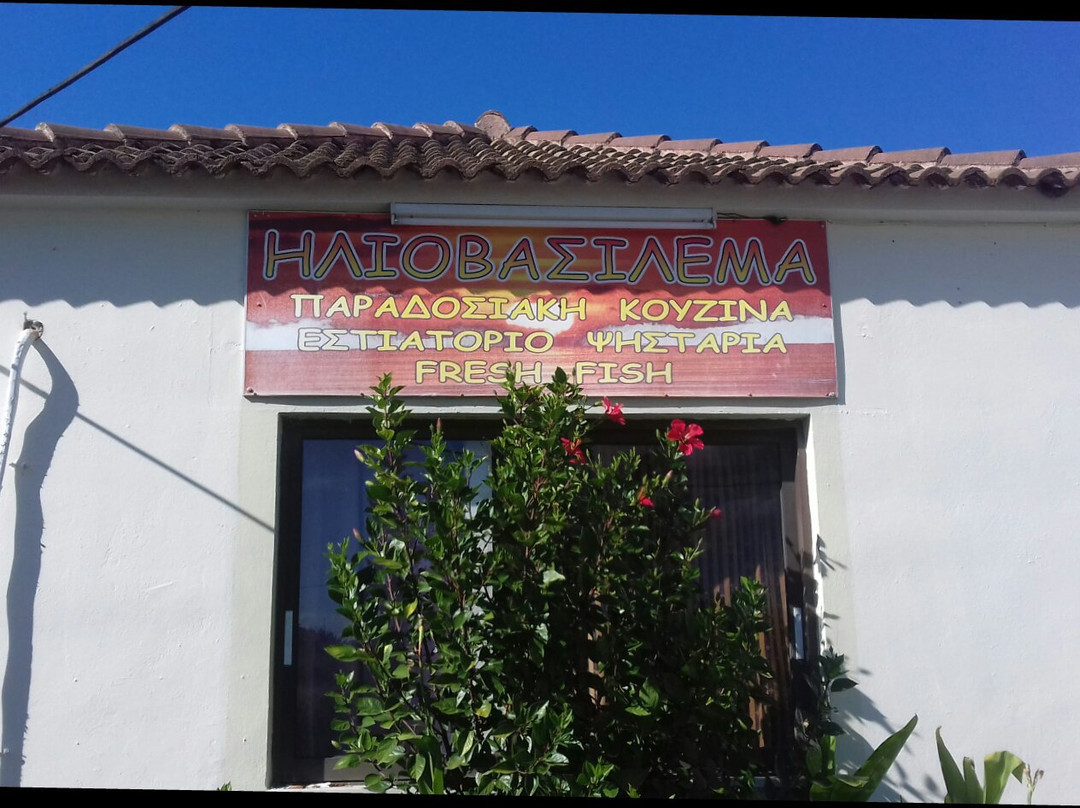 ΗΛΙΟΒΑΣΙΛΕΜΑ
ΠΑΡΑΔΟΣΙΑΚΗ ΚΟΥΖΙΝΑ
ΕΣΤΙΑΤΟΡΙΟ ΨΗΣΤΑΡΙΑ
FRESH FISH